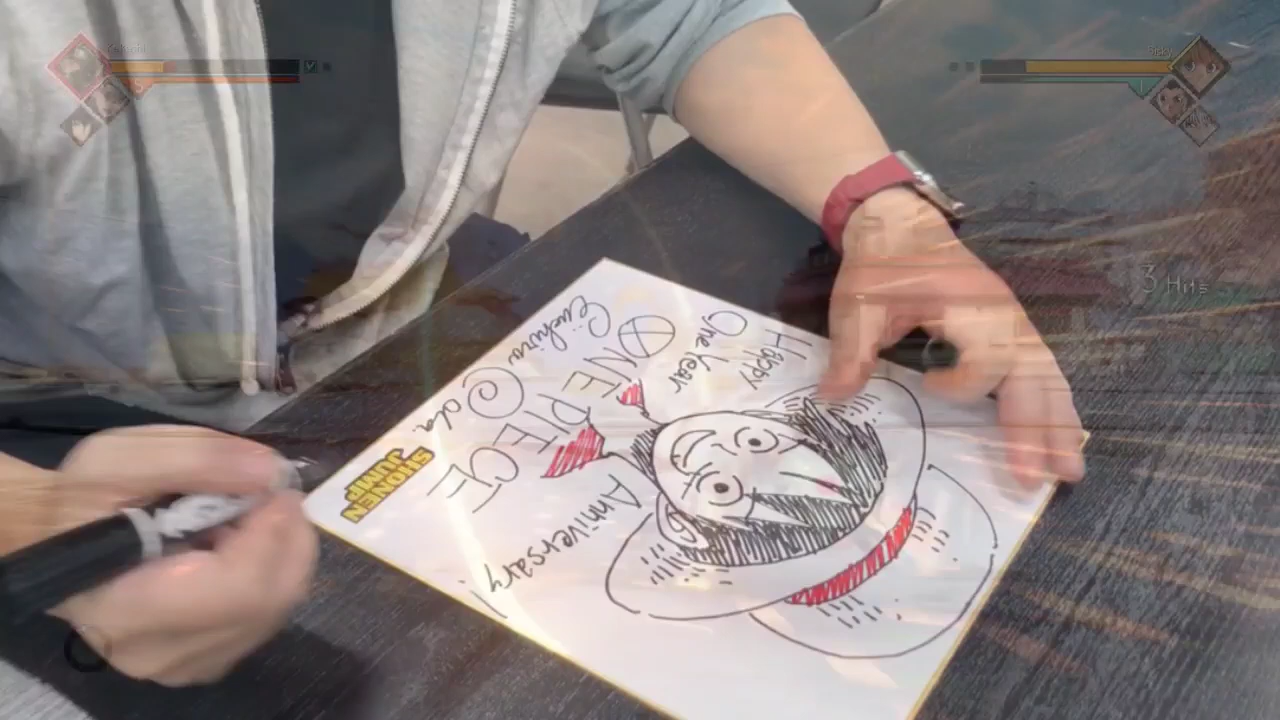 Happy
One Year
Anniversary
ONE PIECE
Eiichiro Oda
SHONEN
JUMP
3 Hits